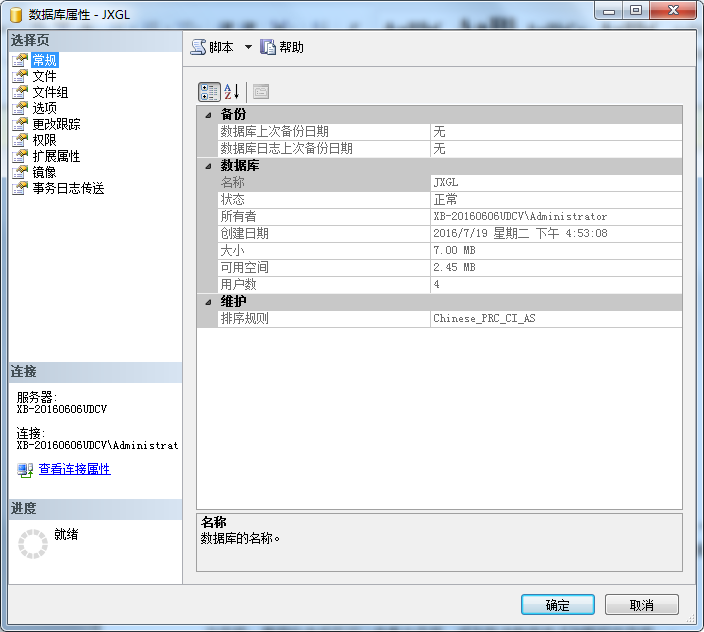 数据库属性 - JXGL
选择页
常规
文件
文件组
选项
更改跟踪
权限
扩展属性
镜像
事务日志传送
脚本
帮助
备份
数据库上次备份日期 无
数据库日志上次备份日期 无
数据库
名称 JXGL
状态 正常
所有者 XB-20160606UDCV\Administrator
创建日期 2016/7/19 星期二 下午 4:53:08
大小 7.00 MB
可用空间 2.45 MB
用户数 4
维护
排序规则 Chinese_PRC_CI_AS
连接
服务器:
XB-20160606UDCV
连接:
XB-20160606UDCV\Administrat
查看连接属性
进度
就绪
名称
数据库的名称。
确定
取消